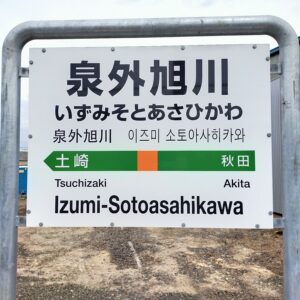 泉外旭川
いずみそとあさひかわ
泉外旭川 이즈미 소토아사히카와
土崎 秋田
Tsuchizaki Akita
Izumi-Sotoasahikawa